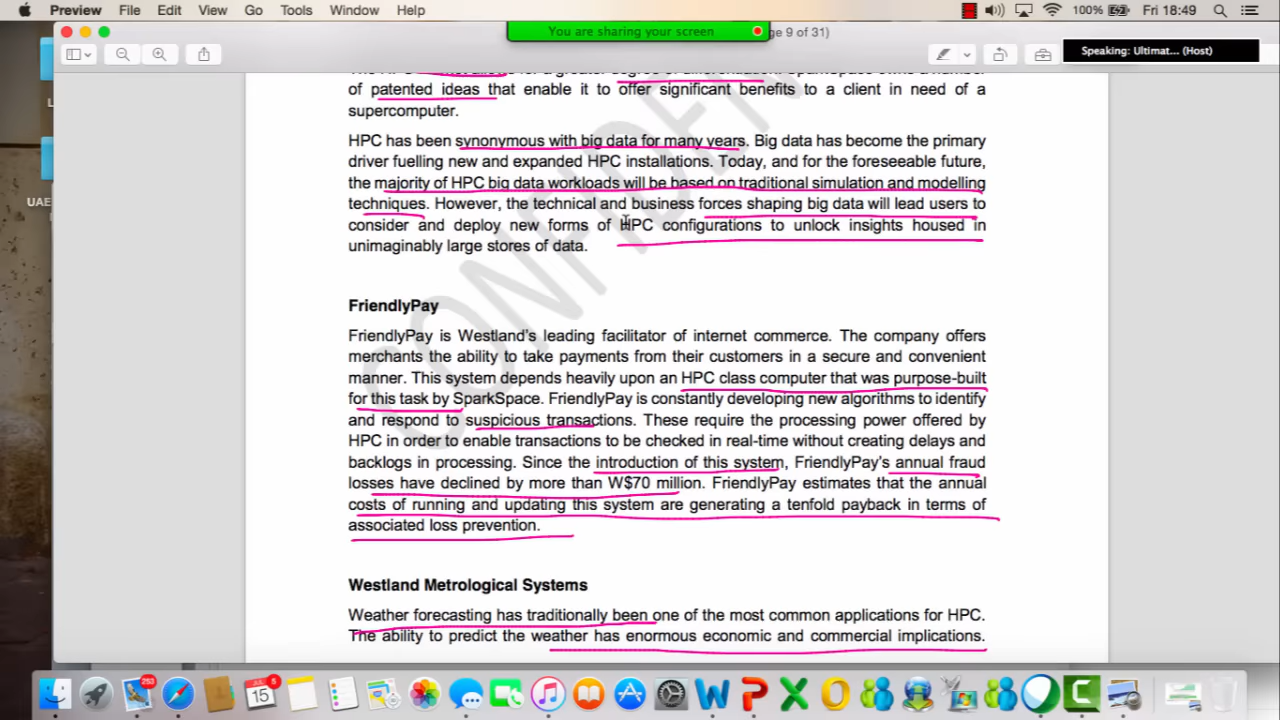 Preview File Edit View Go Tools Window Help 100% Fri 18:49
You are sharing your screen
e 9 of 31)
Speaking: Ultimat... (Host)
of patented ideas that enable it to offer significant benefits to a client in need of a
supercomputer.
HPC has been synonymous with big data for many years. Big data has become the primary
driver fuelling new and expanded HPC installations. Today, and for the foreseeable future,
the majority of HPC big data workloads will be based on traditional simulation and modelling
techniques. However, the technical and business forces shaping big data will lead users to
consider and deploy new forms of HPC configurations to unlock insights housed in
unimaginably large stores of data.
CONFIDEN
UAE
FriendlyPay
FriendlyPay is Westland's leading facilitator of internet commerce. The company offers
merchants the ability to take payments from their customers in a secure and convenient
manner. This system depends heavily upon an HPC class computer that was purpose-built
for this task by SparkSpace. FriendlyPay is constantly developing new algorithms to identify
and respond to suspicious transactions. These require the processing power offered by
HPC in order to enable transactions to be checked in real-time without creating delays and
backlogs in processing. Since the introduction of this system, FriendlyPay's annual fraud
losses have declined by more than W$70 million. FriendlyPay estimates that the annual
costs of running and updating this system are generating a tenfold payback in terms of
associated loss prevention.
Westland Metrological Systems
Weather forecasting has traditionally been one of the most common applications for HPC.
The ability to predict the weather has enormous economic and commercial implications.
253
JUL
15
5